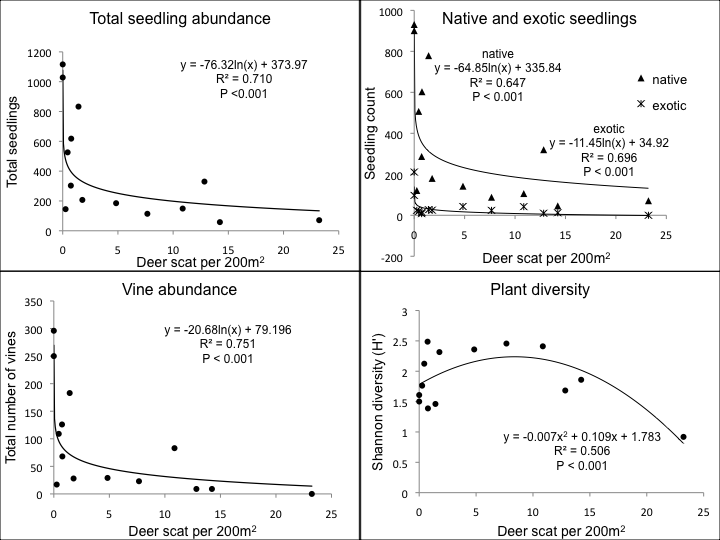 Total seedling abundance
y = -76.32ln(x) + 373.97
R² = 0.710
P <0.001
Total seedlings
1200
1000
800
600
400
200
0
0 5 10 15 20 25
Deer scat per 200m²
Native and exotic seedlings
native
y = -64.85ln(x) + 335.84
R² = 0.647
P < 0.001
native
exotic
exotic
y = -11.45ln(x) + 34.92
R² = 0.696
P < 0.001
Seedling count
1000
800
600
400
200
0
-200
0 5 10 15 20 25
Deer scat per 200m²
Vine abundance
y = -20.68ln(x) + 79.196
R² = 0.751
P < 0.001
Total number of vines
350
300
250
200
150
100
50
0
0 5 10 15 20 25
Deer scat per 200m²
Plant diversity
y = -0.007x² + 0.109x + 1.783
R² = 0.506
P < 0.001
Shannon diversity (H')
3
2.5
2
1.5
1
0.5
0
0 5 10 15 20 25
Deer scat per 200m²